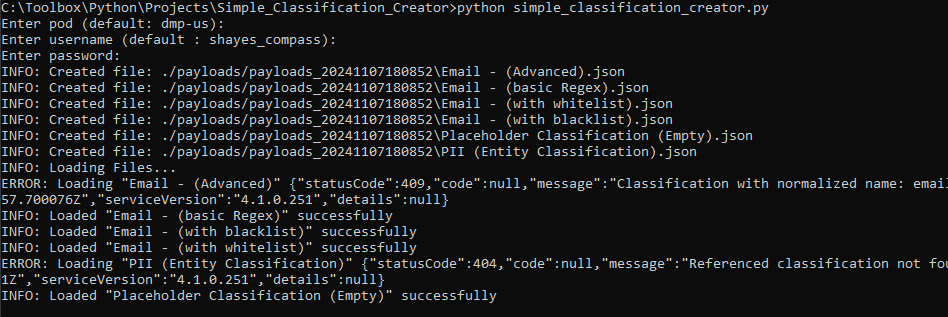 C:\Toolbox\Python\Projects\Simple_Classification_Creator>python simple_classification_creator.py
Enter pod (default: dmp-us):
Enter username (default : shayes_compass):
Enter password:
INFO: Created file: ./payloads/payloads_20241107180852\Email - (Advanced).json
INFO: Created file: ./payloads/payloads_20241107180852\Email - (basic Regex).json
INFO: Created file: ./payloads/payloads_20241107180852\Email - (with whitelist).json
INFO: Created file: ./payloads/payloads_20241107180852\Email - (with blacklist).json
INFO: Created file: ./payloads/payloads_20241107180852\Placeholder Classification (Empty).json
INFO: Created file: ./payloads/payloads_20241107180852\PII (Entity Classification).json
INFO: Loading Files...
ERROR: Loading "Email - (Advanced)" {"statusCode":409,"code":null,"message":"Classification with normalized name: email
57.700076Z","serviceVersion":"4.1.0.251","details":null}
INFO: Loaded "Email - (basic Regex)" successfully
INFO: Loaded "Email - (with blacklist)" successfully
INFO: Loaded "Email - (with whitelist)" successfully
ERROR: Loading "PII (Entity Classification)" {"statusCode":404,"code":null,"message":"Referenced classification not fou
1Z","serviceVersion":"4.1.0.251","details":null}
INFO: Loaded "Placeholder Classification (Empty)" successfully